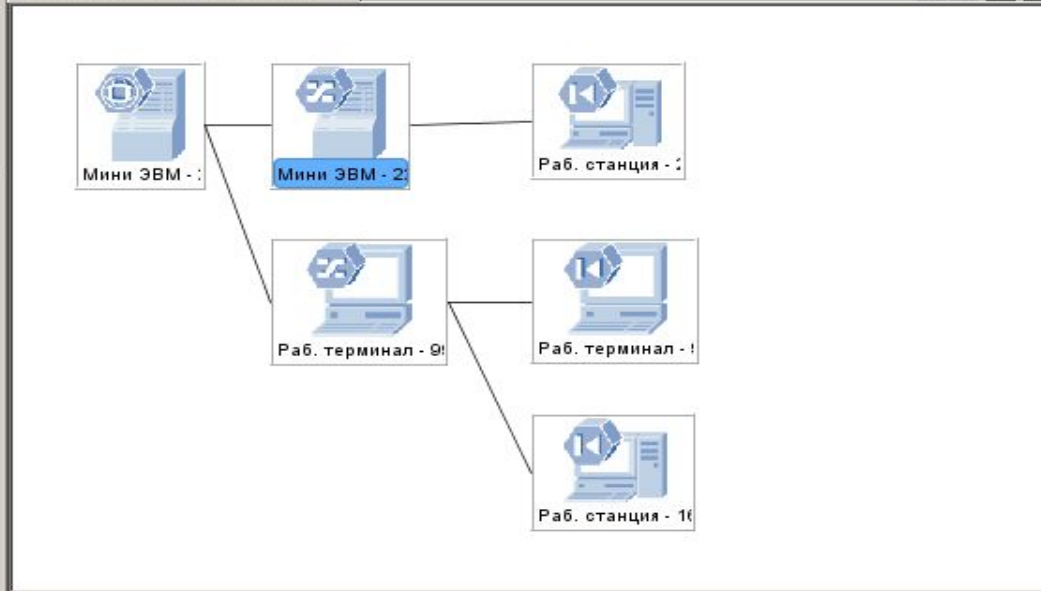 Мини ЭВМ -
Мини ЭВМ - 2
Раб. станция -
Раб. терминал - 9
Раб. терминал -
Раб. станция - 1